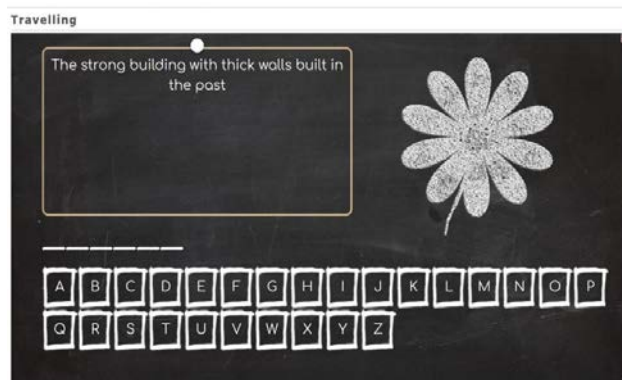 Travelling
The strong building with thick walls built in
the past
A B C D E F G H I J K L M N O P
Q R S T U V W X Y Z